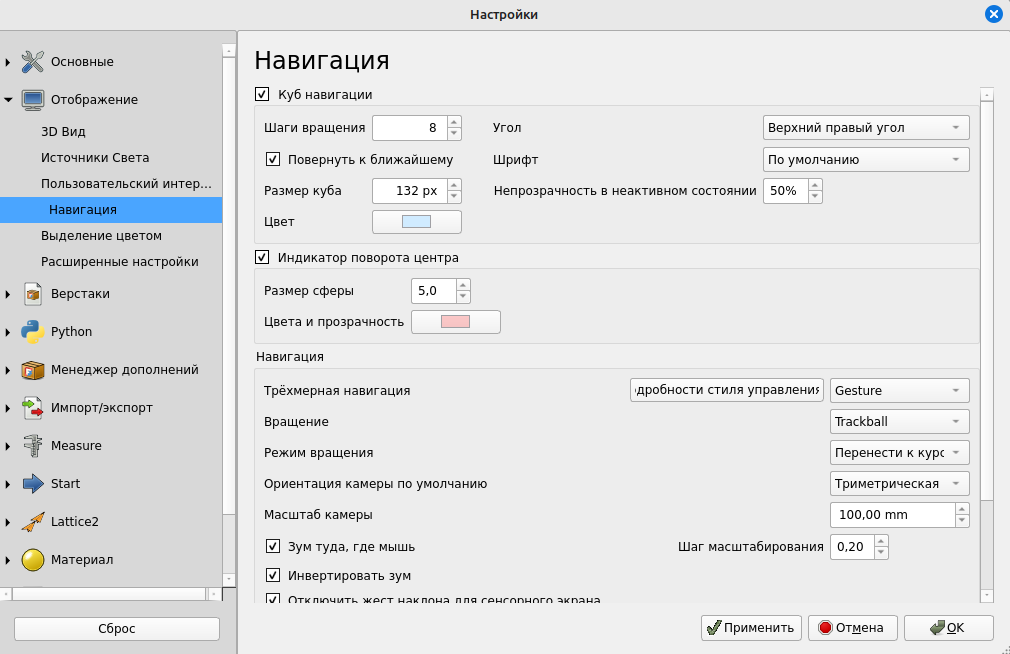 Настройки
Основные
Отображение
3D Вид
Источники Света
Пользовательский интер...
Навигация
Выделение цветом
Расширенные настройки
Верстаки
Python
Менеджер дополнений
Импорт/экспорт
Measure
Start
Lattice2
Материал
Сброс
Навигация
Куб навигации
Шаги вращения 8 Угол Верхний правый угол
Повернуть к ближайшему Шрифт По умолчанию
Размер куба 132 px Непрозрачность в неактивном состоянии 50%
Цвет
Индикатор поворота центра
Размер сферы 5,0
Цвета и прозрачность
Навигация
Трёхмерная навигация дробности стиля управления Gesture
Вращение Trackball
Режим вращения Перенести к курс
Ориентация камеры по умолчанию Триметрическая
Масштаб камеры 100,00 mm
Зум туда, где мышь Шаг масштабирования 0,20
Инвертировать зум
Отключить жест наклона для сенсорного экрана
Применить Отмена OK